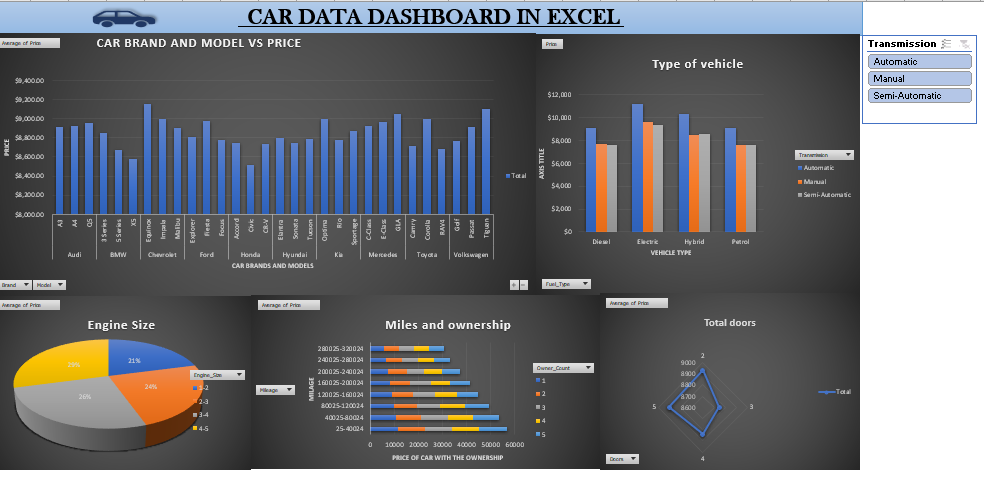 CAR DATA DASHBOARD IN EXCEL
Average of Price
CAR BRAND AND MODEL VS PRICE
$9,400.00
$9,200.00
$9,000.00
$8,800.00
$8,600.00
$8,400.00
$8,200.00
$8,000.00
PRICE
A3 A4 Q5 3 Series 5 Series X5 Equinox Impala Malibu Explorer Fiesta Focus Accord Civic CR-V Elantra Sonata Tucson Optima Rio Sportage C-Class E-Class GLA Camry Corolla RAV4 Golf Passat Tiguan
Audi BMW Chevrolet Ford Honda Hyundai Kia Mercedes Toyota Volkswagen
CAR BRANDS AND MODELS
Total
Brand Model
+ −
Price
Type of vehicle
$12,000
$10,000
$8,000
$6,000
$4,000
$2,000
$0
AXIS TITLE
Diesel Electric Hybrid Petrol
VEHICLE TYPE
Transmission
Automatic
Manual
Semi-Automatic
Fuel_Type
Transmission
Automatic
Manual
Semi-Automatic
Average of Price
Engine Size
21%
24%
26%
29%
Engine_Size
1-2
2-3
3-4
4-5
Average of Price
Miles and ownership
Mileage
MILAGE
280025-320024
240025-280024
200025-240024
160025-200024
120025-160024
80025-120024
40025-80024
25-40024
0 10000 20000 30000 40000 50000 60000
PRICE OF CAR WITH THE OWNERSHIP
Owner_Count
1
2
3
4
5
Average of Price
Total doors
2
9000
8900
8800
8700
8600
5
3
4
Total
Doors